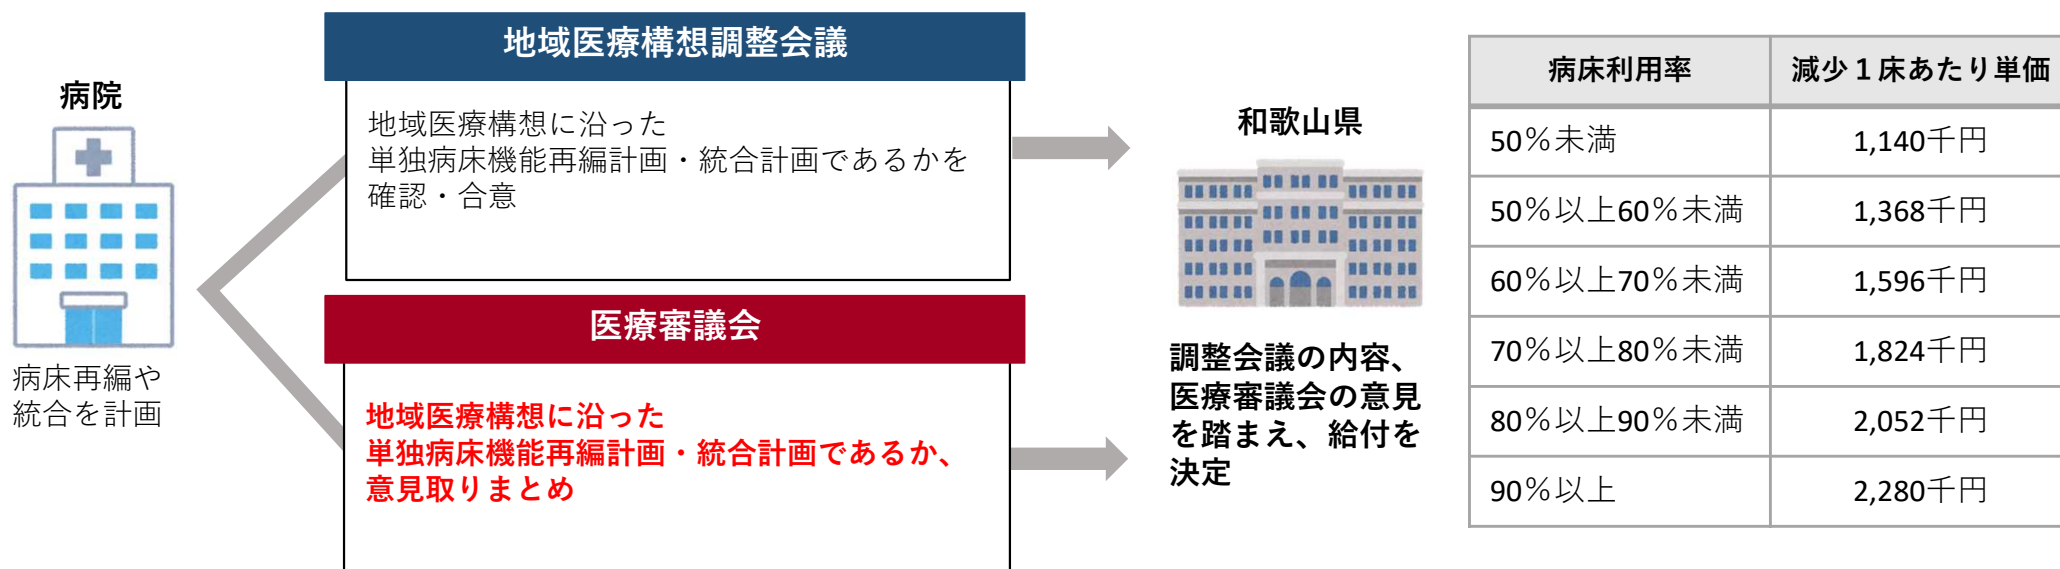 病院
病床再編や
統合を計画
地域医療構想調整会議
地域医療構想に沿った
単独病床機能再編計画・統合計画であるかを
確認・合意
医療審議会
地域医療構想に沿った
単独病床機能再編計画・統合計画であるか、
意見取りまとめ
和歌山県
調整会議の内容、
医療審議会の意見
を踏まえ、給付を
決定
病床利用率 減少１床あたり単価
50％未満 1,140千円
50％以上60％未満 1,368千円
60％以上70％未満 1,596千円
70％以上80％未満 1,824千円
80％以上90％未満 2,052千円
90％以上 2,280千円